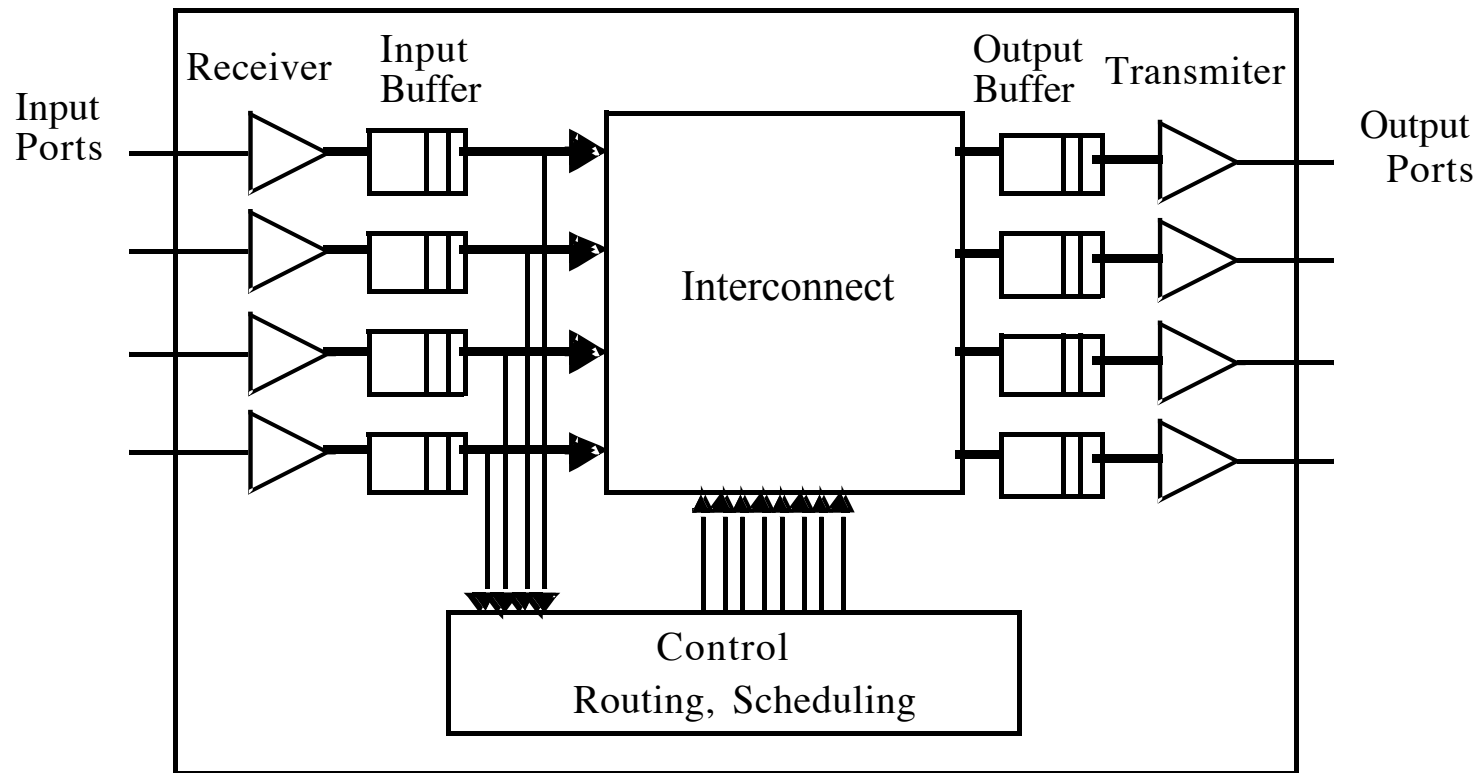 Input
Ports
Receiver
Input
Buffer
Interconnect
Output
Buffer
Transmiter
Output
Ports
Control
Routing, Scheduling